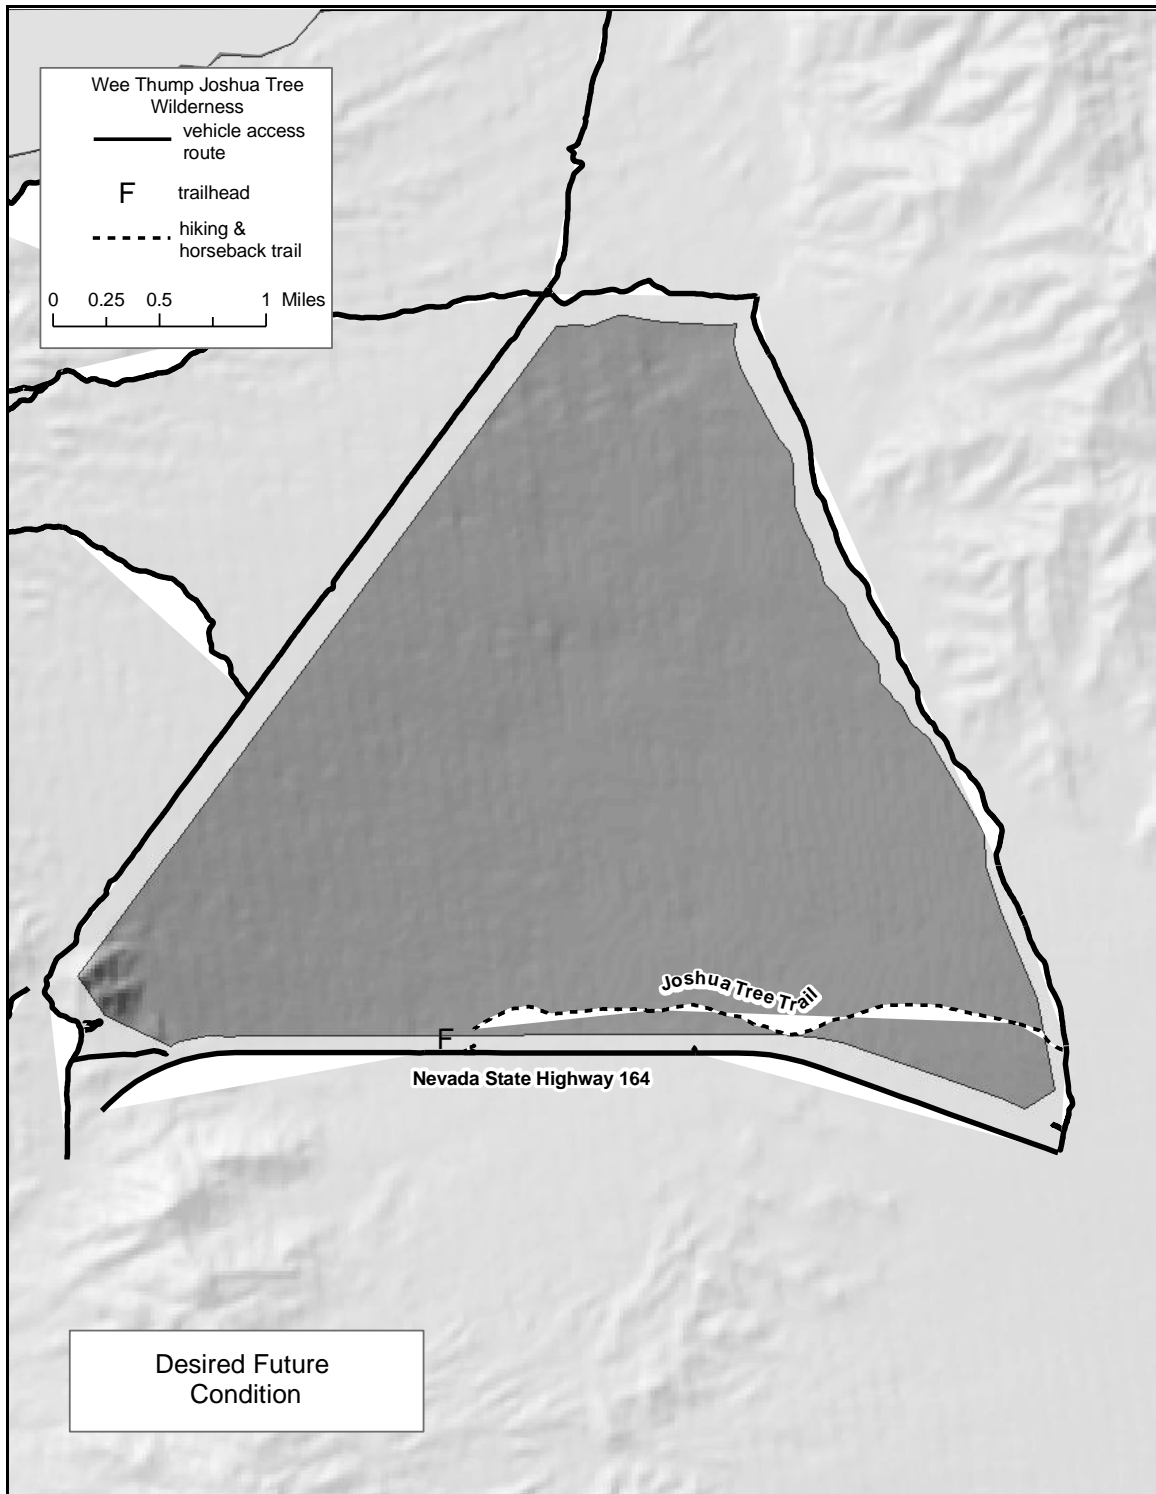 Wee Thump Joshua Tree
Wilderness
vehicle access
route
F trailhead
hiking &
horseback trail
0 0.25 0.5 1 Miles
Joshua Tree Trail
F
Nevada State Highway 164
Desired Future
Condition